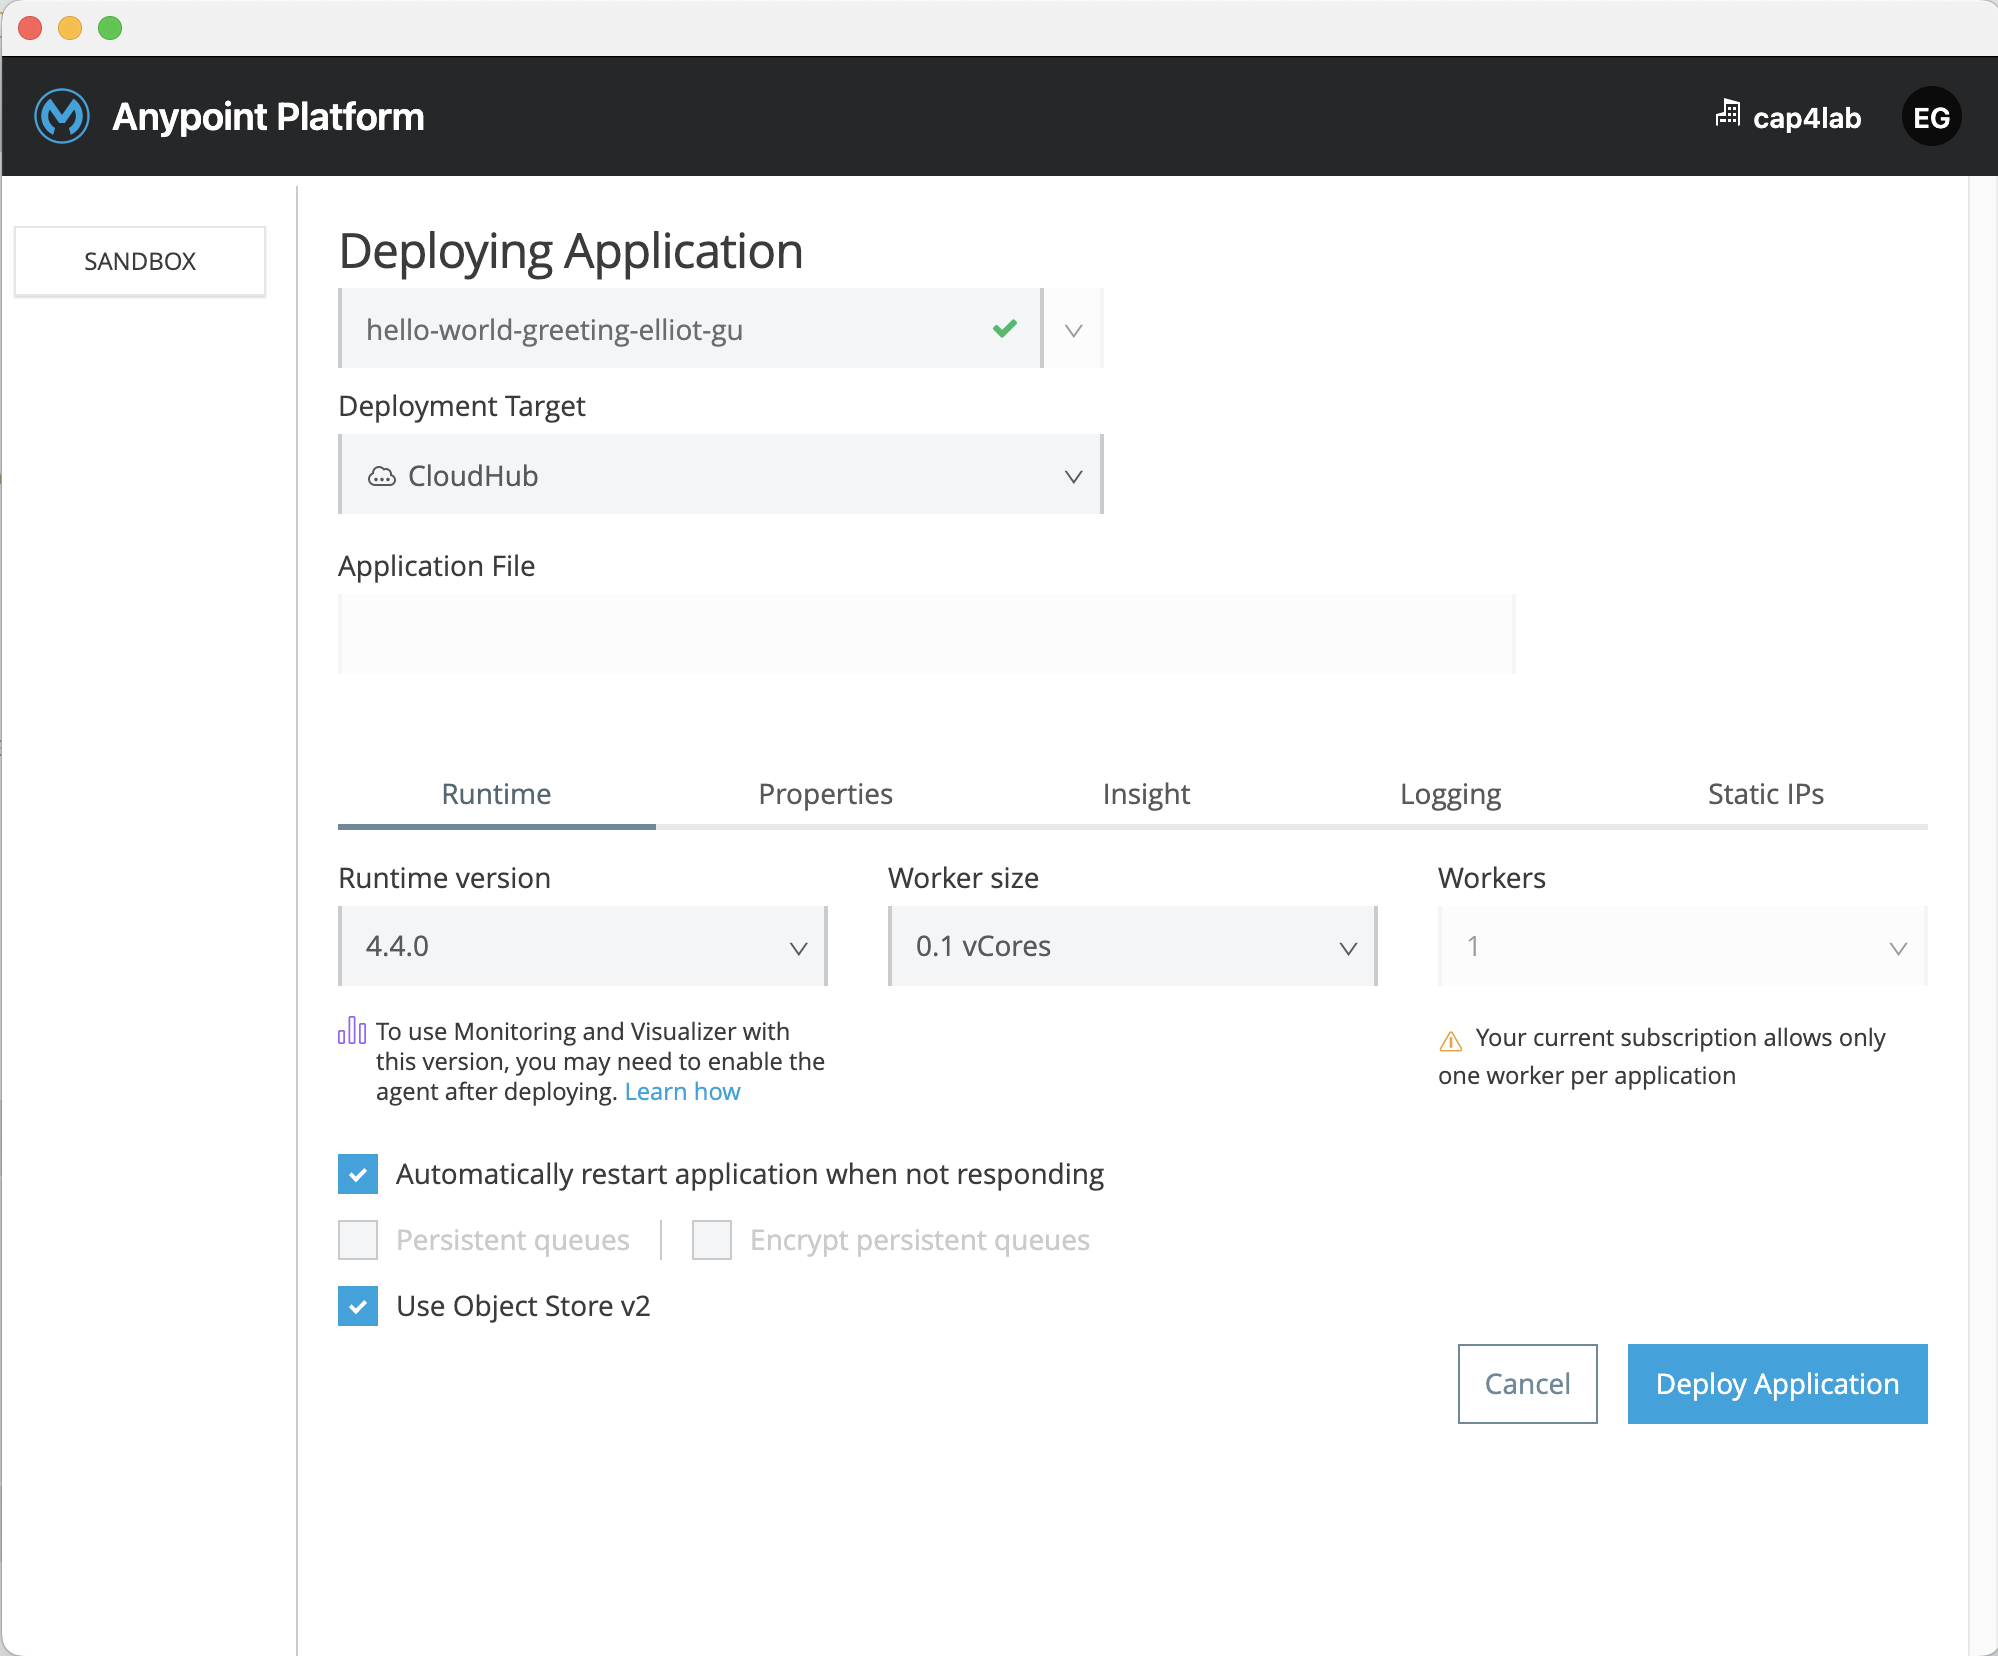 Anypoint Platform
cap4lab
EG
SANDBOX
Deploying Application
hello-world-greeting-elliot-gu
Deployment Target
CloudHub
Application File
Runtime
Properties
Insight
Logging
Static IPs
Runtime version
Worker size
Workers
4.4.0
0.1 vCores
1
To use Monitoring and Visualizer with
this version, you may need to enable the
agent after deploying. Learn how
Your current subscription allows only
one worker per application
Automatically restart application when not responding
Persistent queues
Encrypt persistent queues
Use Object Store v2
Cancel
Deploy Application